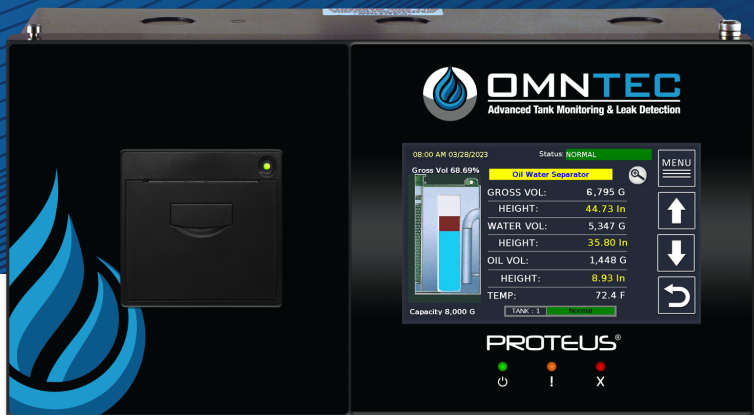 OMNTEC
Advanced Tank Monitoring & Leak Detection
08:00 AM 03/28/2023 Status: NORMAL
MENU
Gross Vol 68.69% Oil Water Separator
GROSS VOL: 6,795 G
HEIGHT: 44.73 In
WATER VOL: 5,347 G
HEIGHT: 35.80 In
OIL VOL: 1,448 G
HEIGHT: 8.93 In
TEMP: 72.4 F
Capacity 8,000 G TANK : 1 Normal
PROTEUS®
! X